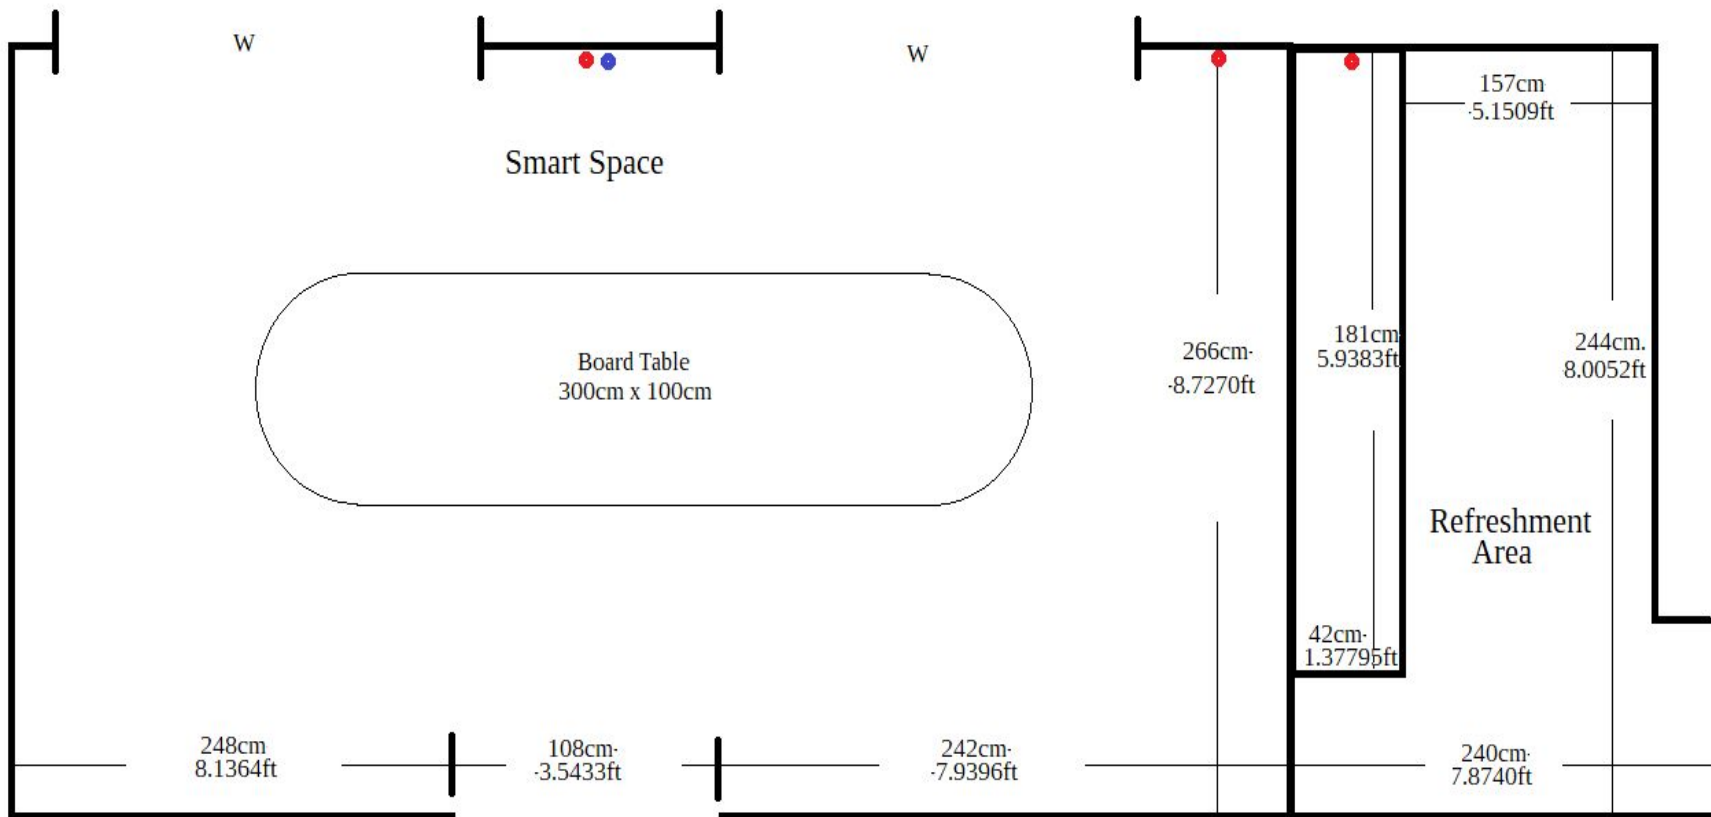 W
W
157cm-
-5.1509ft
Smart Space
Board Table
300cm x 100cm
266cm-
-8.7270ft
181cm-
5.9383ft
244cm.
8.0052ft
Refreshment
Area
42cm-
1.37795ft
248cm
8.1364ft
108cm-
-3.5433ft
242cm-
-7.9396ft
240cm-
7.8740ft